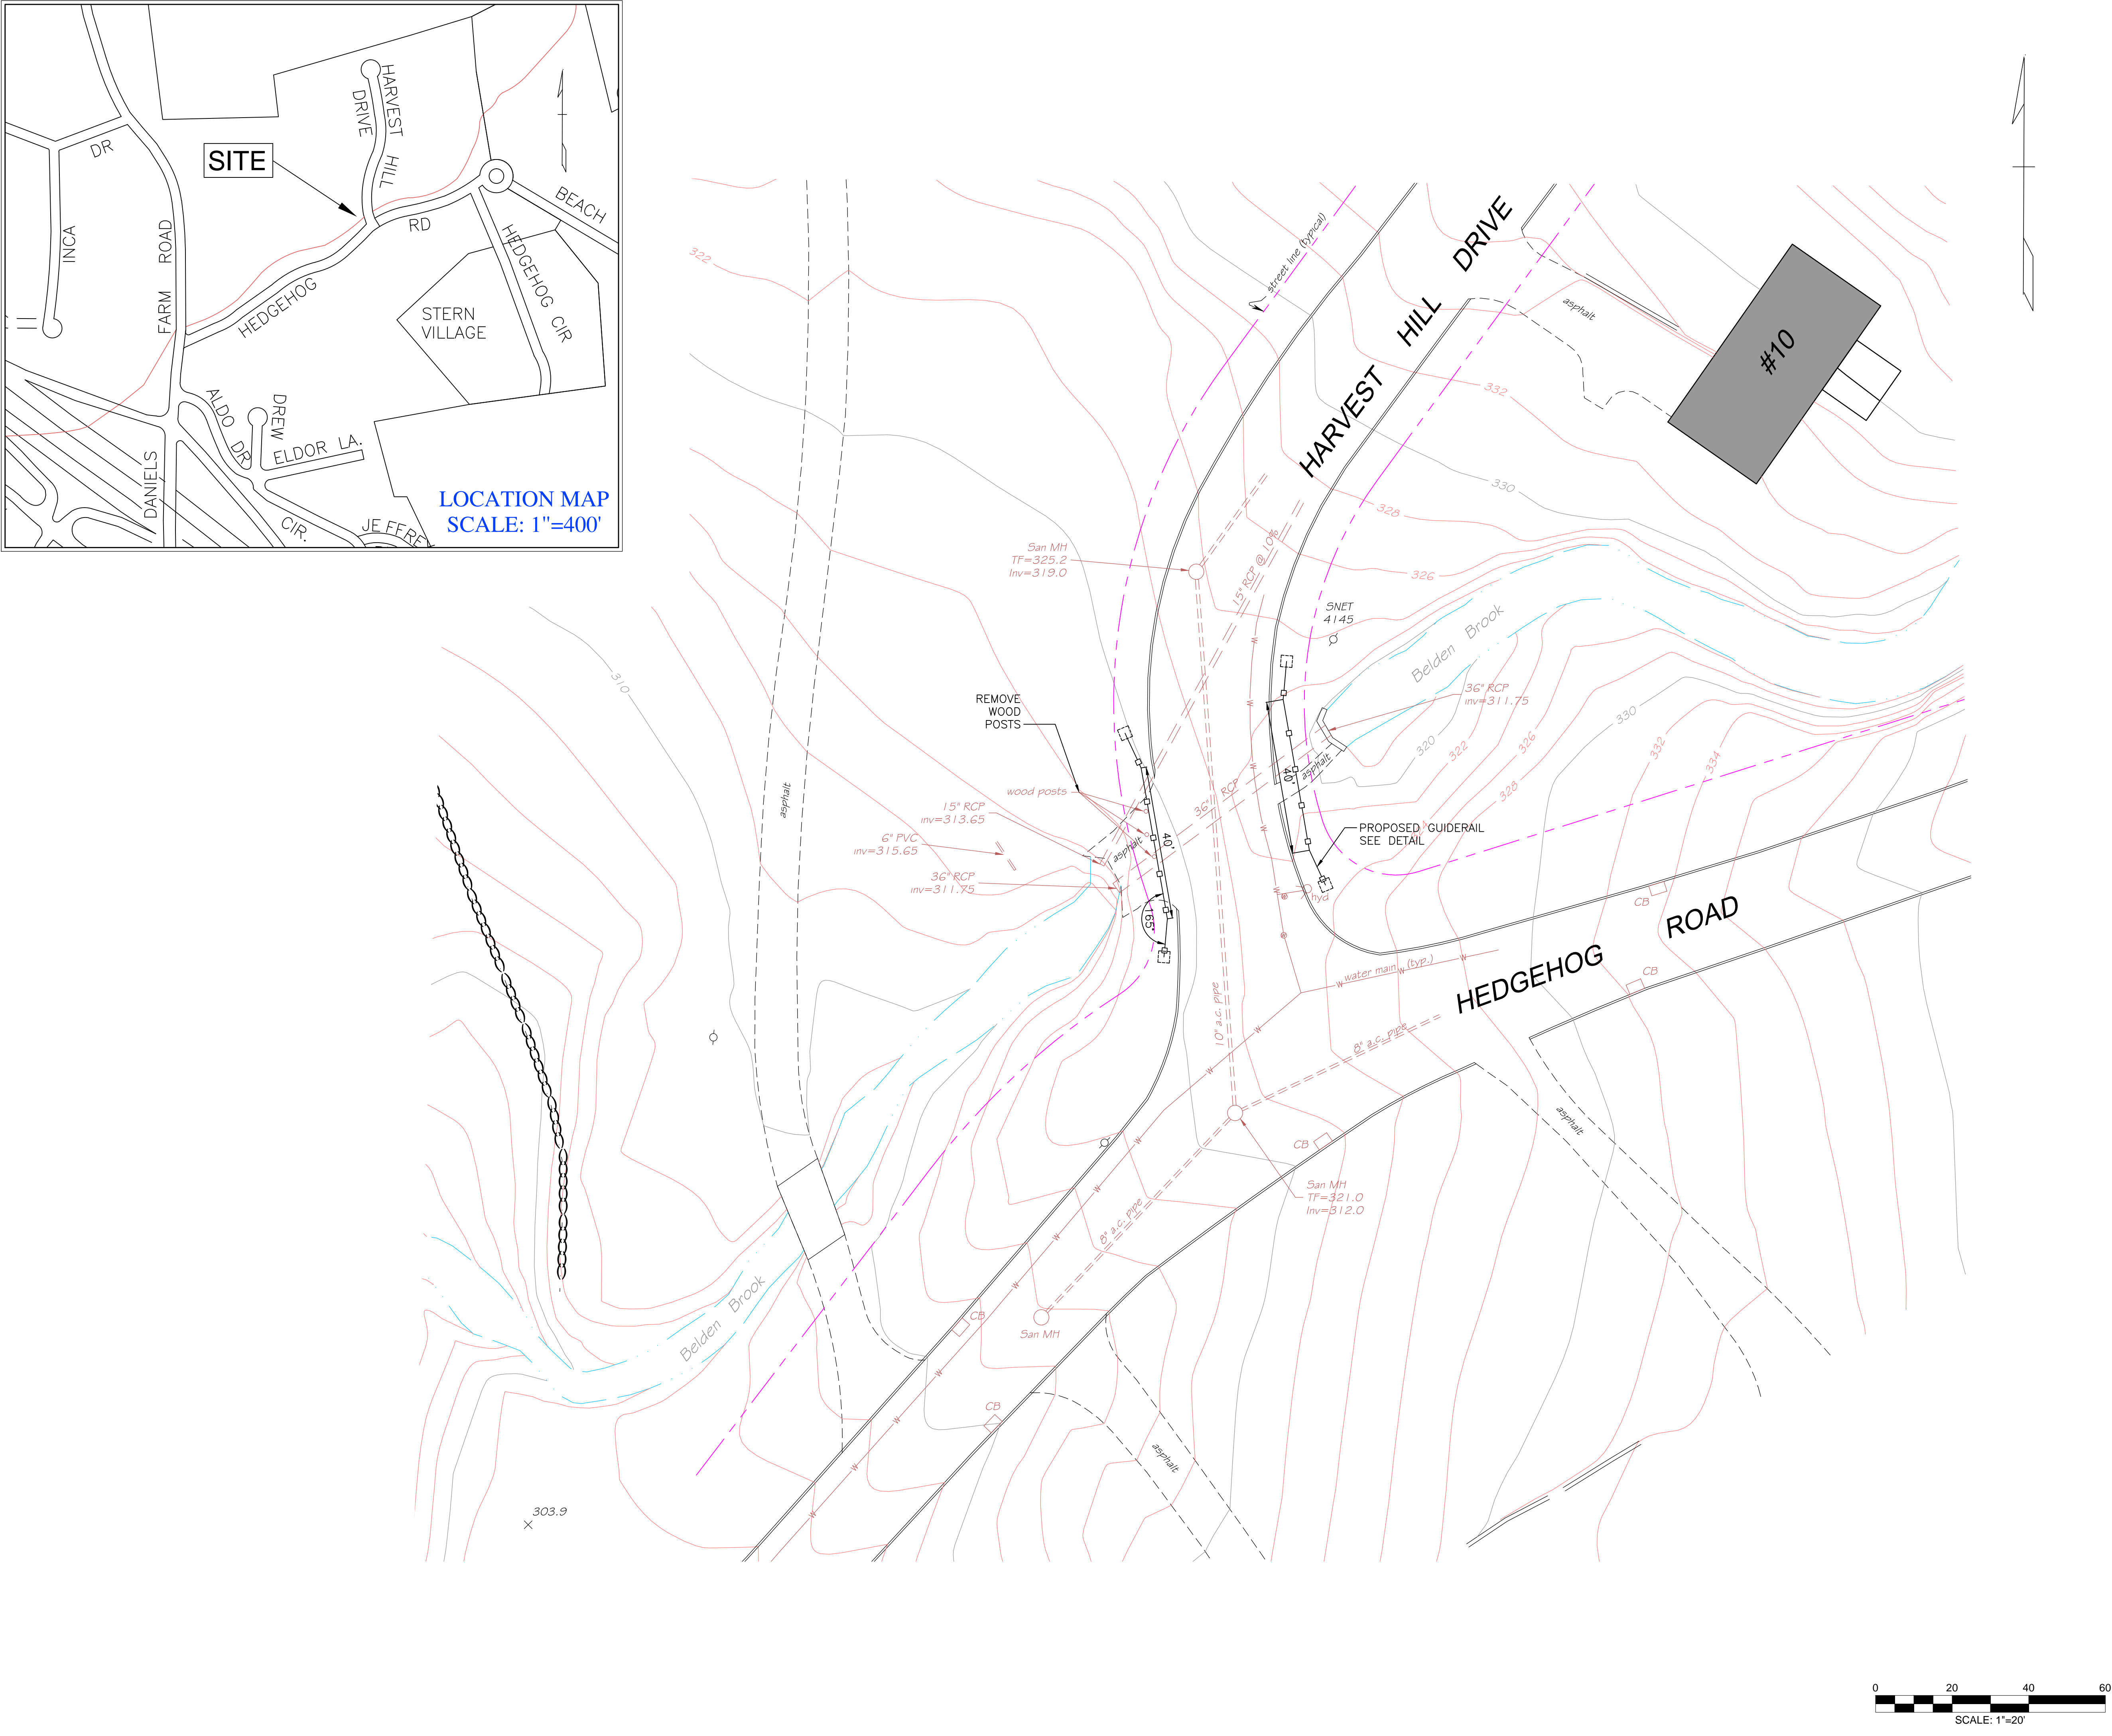 HARVEST HILL
DRIVE
DR
SITE
BEACH
RD
INCA
FARM ROAD
HEDGEHOG
HEDGEHOG CIR
STERN
VILLAGE
ALDO DR
DREW
ELDOR LA.
DANIELS
CIR.
JEFFREY
LOCATION MAP
SCALE: 1"=400'
322
street line (typical)
HARVEST HILL DRIVE
asphalt
#10
332
330
328
326
San MH
TF=325.2
Inv=319.0
15" RCP @ 10%
SNET
4145
Belden Brook
36" RCP
inv=311.75
310
REMOVE
WOOD
POSTS
wood posts
15" RCP
inv=313.65
6" PVC
inv=315.65
36" RCP
inv=311.75
asphalt
asphalt
40'
165°
36" RCP
40'
asphalt
PROPOSED GUIDERAIL
SEE DETAIL
320
322
324
326
328
330
332
334
hyd
W
W
W
W
W
CB
HEDGEHOG ROAD
CB
water main (typ.)
W
W
W
10" a.c. pipe
8" a.c. pipe
asphalt
CB
San MH
TF=321.0
Inv=312.0
8" a.c. pipe
W
W
W
W
W
W
W
W
W
W
W
Belden Brook
CB
San MH
CB
asphalt
303.9
0 20 40 60
SCALE: 1"=20'